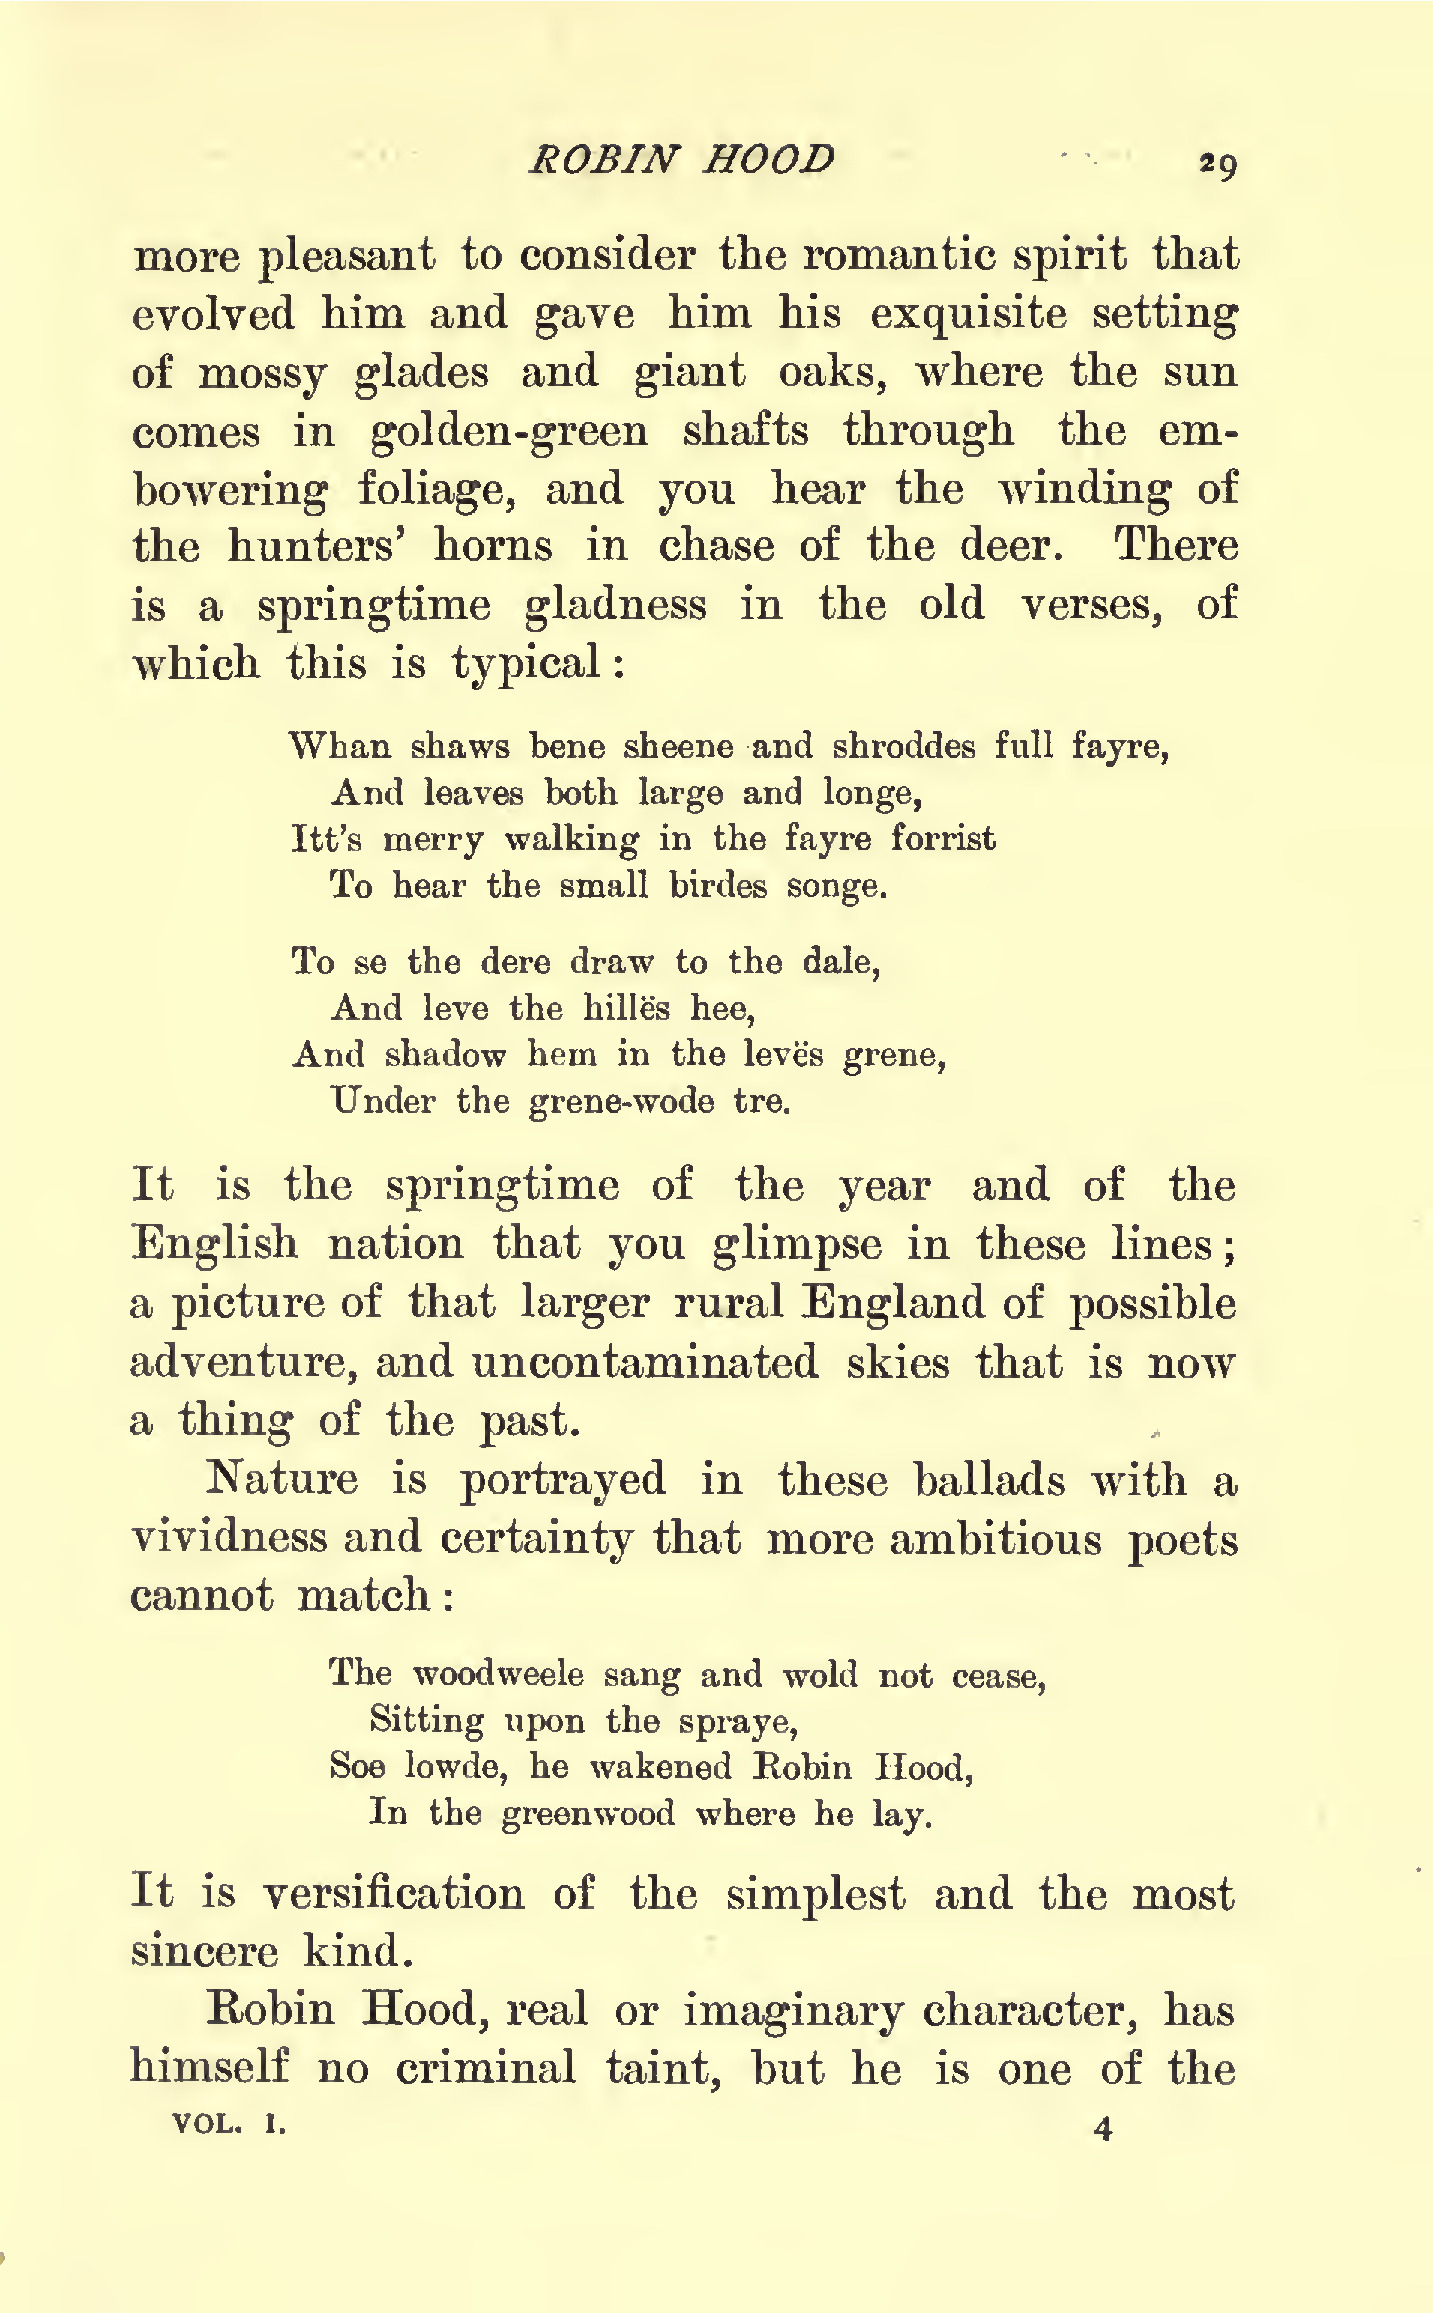 ROBIN HOOD 29
more pleasant to consider the romantic spirit that
evolved him and gave him his exquisite setting
of mossy glades and giant oaks, where the sun
comes in golden-green shafts through the em-
bowering foliage, and you hear the winding of
the hunters’ horns in chase of the deer. There
is a springtime gladness in the old verses, of
which this is typical :
Whan shaws bene sheene and shroddes full fayre,
And leaves both large and longe,
Itt’s merry walking in the fayre forrist
To hear the small birdes songe.
To se the dere draw to the dale,
And leve the hillës hee,
And shadow hem in the levës grene,
Under the grene-wode tre.
It is the springtime of the year and of the
English nation that you glimpse in these lines ;
a picture of that larger rural England of possible
adventure, and uncontaminated skies that is now
a thing of the past.
Nature is portrayed in these ballads with a
vividness and certainty that more ambitious poets
cannot match :
The woodweele sang and wold not cease,
Sitting upon the spraye,
Soe lowde, he wakened Robin Hood,
In the greenwood where he lay.
It is versification of the simplest and the most
sincere kind.
Robin Hood, real or imaginary character, has
himself no criminal taint, but he is one of the
VOL. I. 4